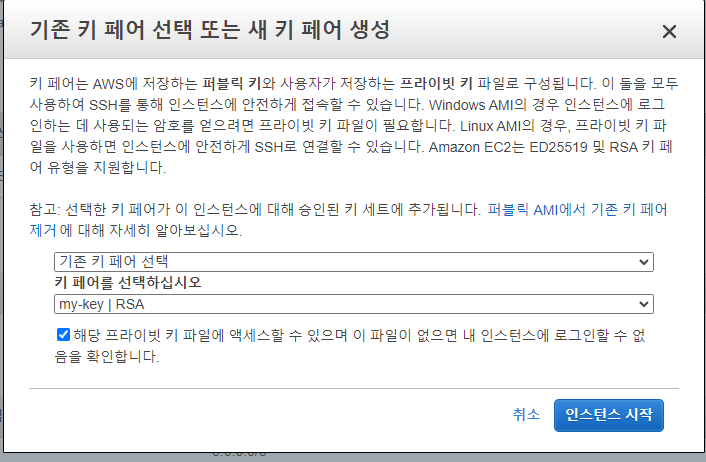 기존 키 페어 선택 또는 새 키 페어 생성
키 페어는 AWS에 저장하는 퍼블릭 키와 사용자가 저장하는 프라이빗 키 파일로 구성됩니다. 이 둘을 모두
사용하여 SSH를 통해 인스턴스에 안전하게 접속할 수 있습니다. Windows AMI의 경우 인스턴스에 로그
인하는 데 사용되는 암호를 얻으려면 프라이빗 키 파일이 필요합니다. Linux AMI의 경우, 프라이빗 키 파
일을 사용하면 인스턴스에 안전하게 SSH로 연결할 수 있습니다. Amazon EC2는 ED25519 및 RSA 키 페
어 유형을 지원합니다.
참고: 선택한 키 페어가 이 인스턴스에 대해 승인된 키 세트에 추가됩니다. 퍼블릭 AMI에서 기존 키 페어
제거 에 대해 자세히 알아보십시오.
기존 키 페어 선택
키 페어를 선택하십시오
my-key | RSA
해당 프라이빗 키 파일에 액세스할 수 있으며 이 파일이 없으면 내 인스턴스에 로그인할 수 없
음을 확인합니다.
취소 인스턴스 시작